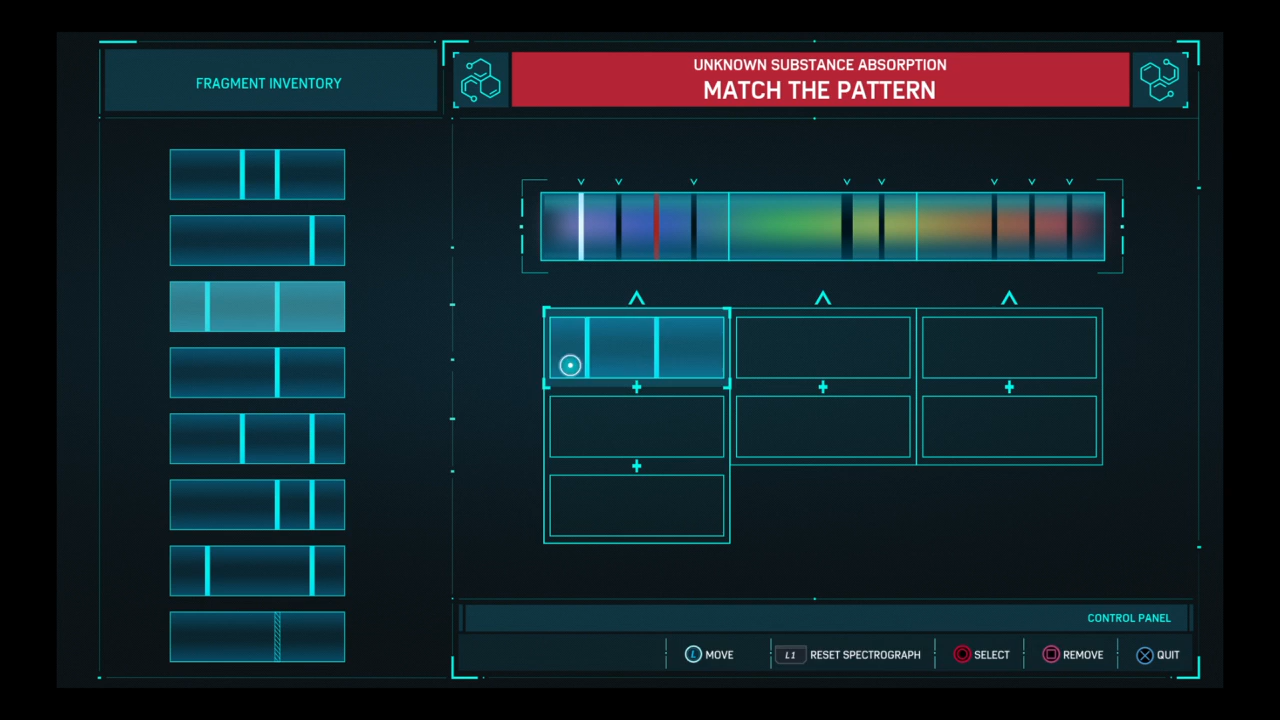 FRAGMENT INVENTORY
UNKNOWN SUBSTANCE ABSORPTION
MATCH THE PATTERN
CONTROL PANEL
L MOVE
L1 RESET SPECTROGRAPH
SELECT
REMOVE
QUIT